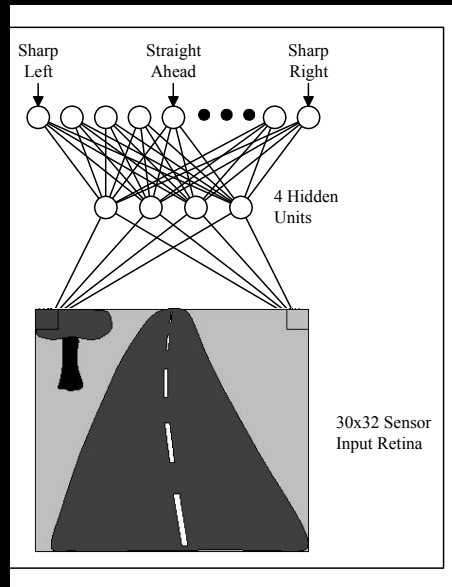 Sharp
Left
Straight
Ahead
Sharp
Right
4 Hidden
Units
30x32 Sensor
Input Retina